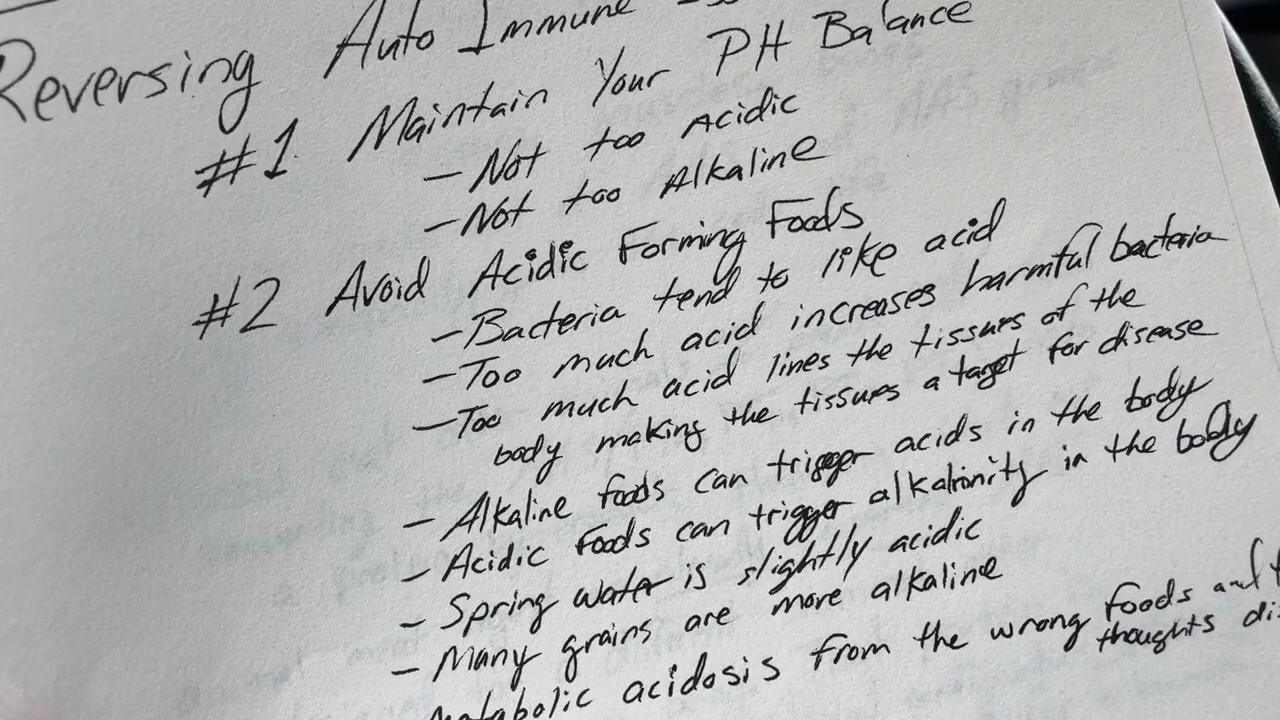 Reversing Auto Immune
#1 Maintain Your PH Balance
- Not too Acidic
- Not too Alkaline
#2 Avoid Acidic Forming Foods
- Bacteria tend to like acid
- Too much acid increases harmful bacteria
- Too much acid lines the tissues of the
body making the tissues a target for disease
- Alkaline foods can trigger acids in the body
- Acidic foods can trigger alkalinity in the body
- Spring water is slightly acidic
- Many grains are more alkaline
Metabolic acidosis from the wrong foods and
thoughts